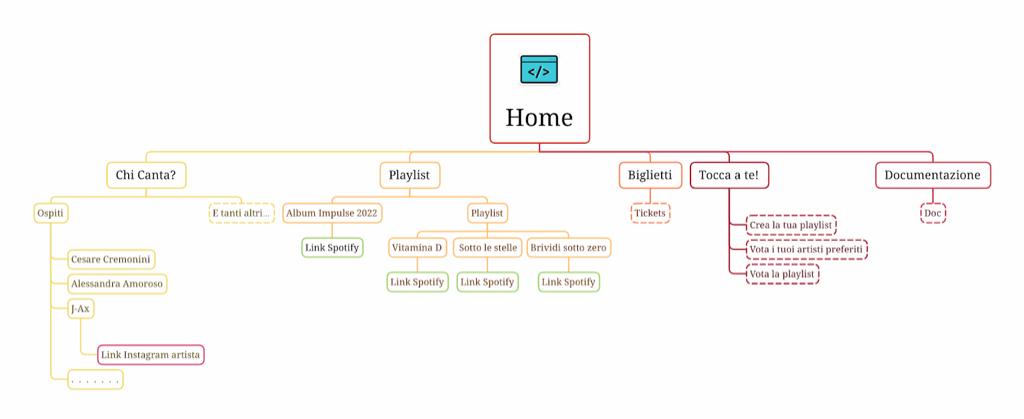 </>
Home
Chi Canta?
Playlist
Biglietti
Tocca a te!
Documentazione
Ospiti
E tanti altri...
Album Impulse 2022
Playlist
Tickets
Doc
Crea la tua playlist
Link Spotify
Vitamina D
Sotto le stelle
Brividi sotto zero
Vota i tuoi artisti preferiti
Cesare Cremonini
Vota la playlist
Alessandra Amoroso
Link Spotify
Link Spotify
Link Spotify
J-Ax
Link Instagram artista
. . . . . . .